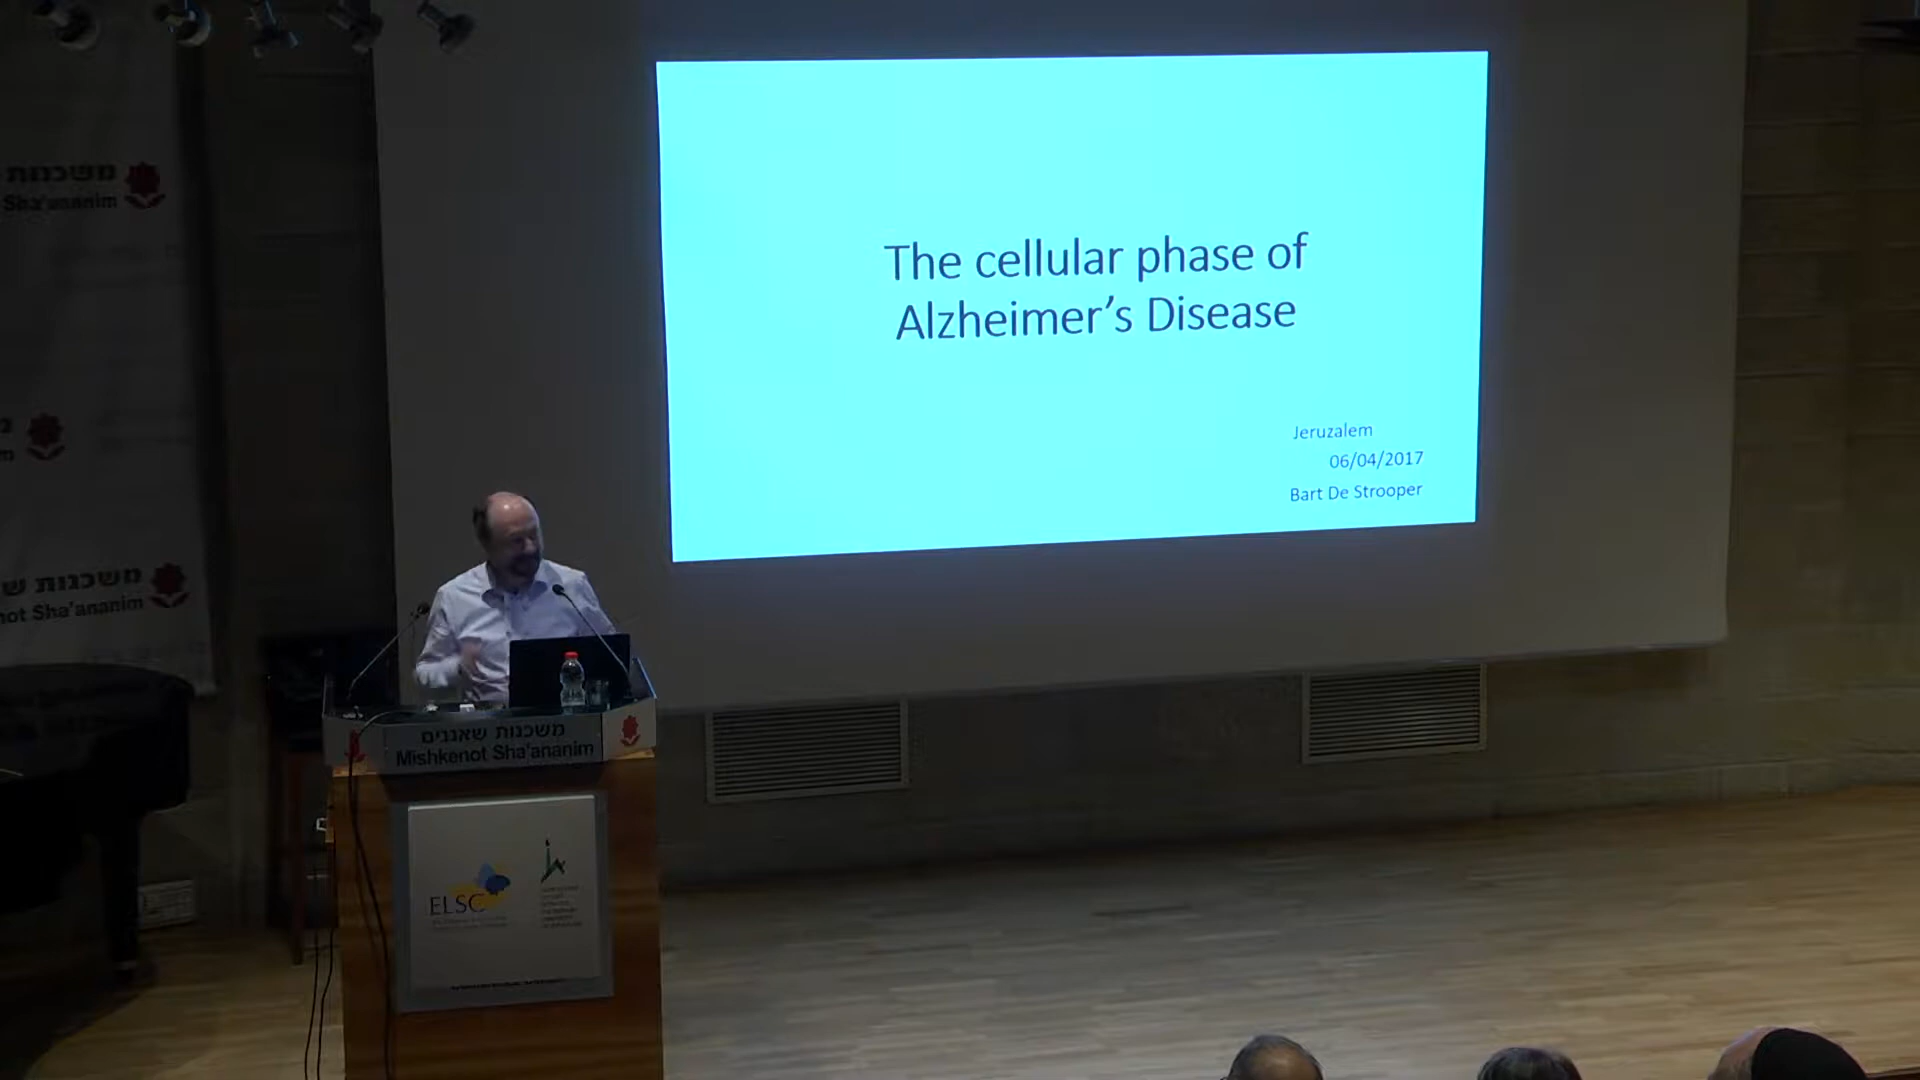 The cellular phase of
Alzheimer's Disease
Jeruzalem
06/04/2017
Bart De Strooper
משכנות
Sha'ananim
משכנות ש
not Sha'ananim
משכנות שאננים
Mishkenot Sha'ananim
ELSC